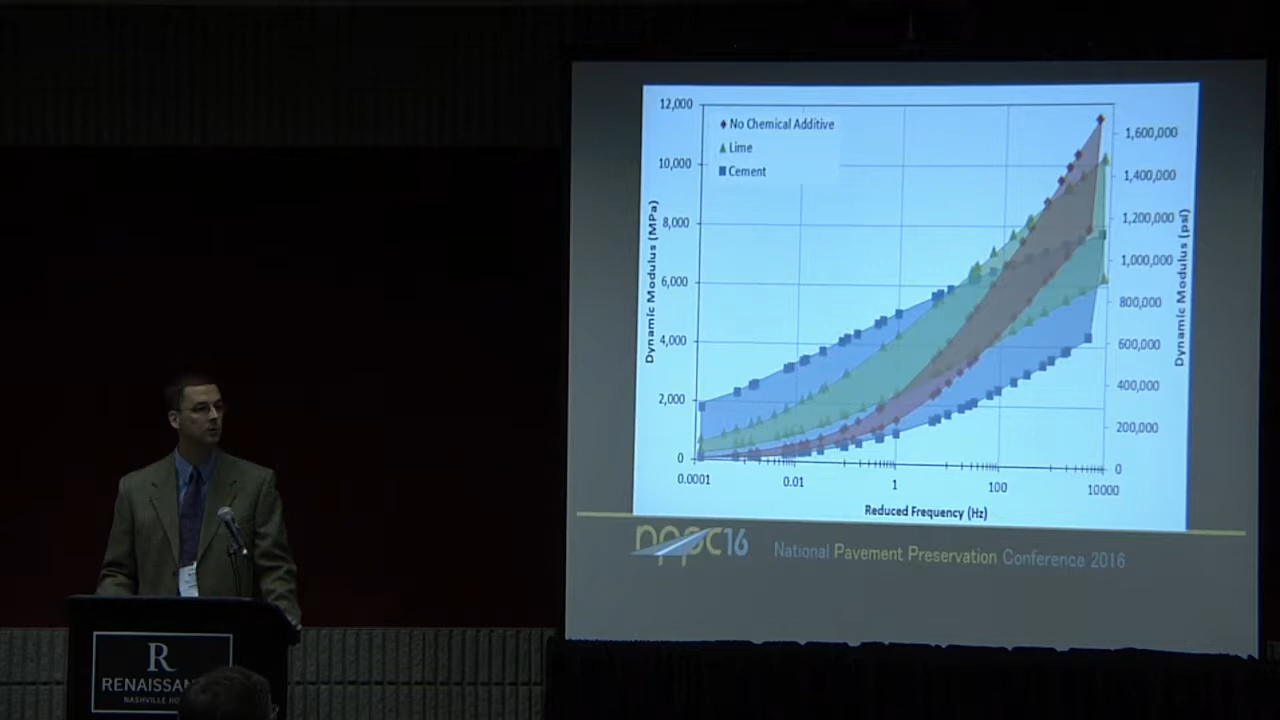 12,000
10,000
8,000
6,000
4,000
2,000
0
Dynamic Modulus (MPa)
No Chemical Additive
Lime
Cement
1,600,000
1,400,000
1,200,000
1,000,000
800,000
600,000
400,000
200,000
0
Dynamic Modulus (psi)
0.0001
0.01
1
100
10000
Reduced Frequency (Hz)
nppc16
National Pavement Preservation Conference 2016
R
RENAISSAN
NASHVILLE HO